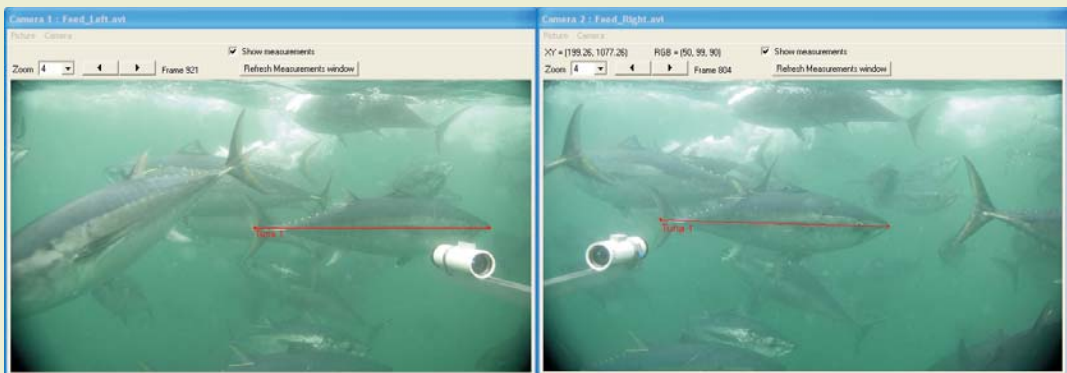 Camera 1 : Feed_Left.avi
Picture Camera
Show measurements
Zoom 4 Frame 921 Refresh Measurements window
Tuna 1
Camera 2 : Feed_Right.avi
Picture Camera
XY = (199.26, 1077.26) RGB = (50, 99, 90) Show measurements
Zoom 4 Frame 804 Refresh Measurements window
Tuna 1